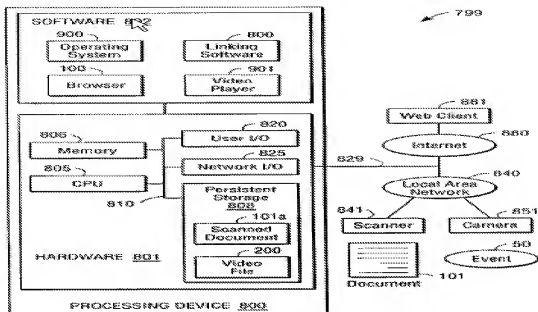 799
SOFTWARE 802
900
Operating
System
800
Linking
Software
100
Browser
901
Video
Player
806
Memory
805
CPU
810
820
User I/O
825
Network I/O
Persistent
Storage
808
101a
Scanned
Document
200
Video
File
HARDWARE 801
PROCESSING DEVICE 800
881
Web Client
880
Internet
829
840
Local Area
Network
841
Scanner
851
Camera
50
Event
101
Document